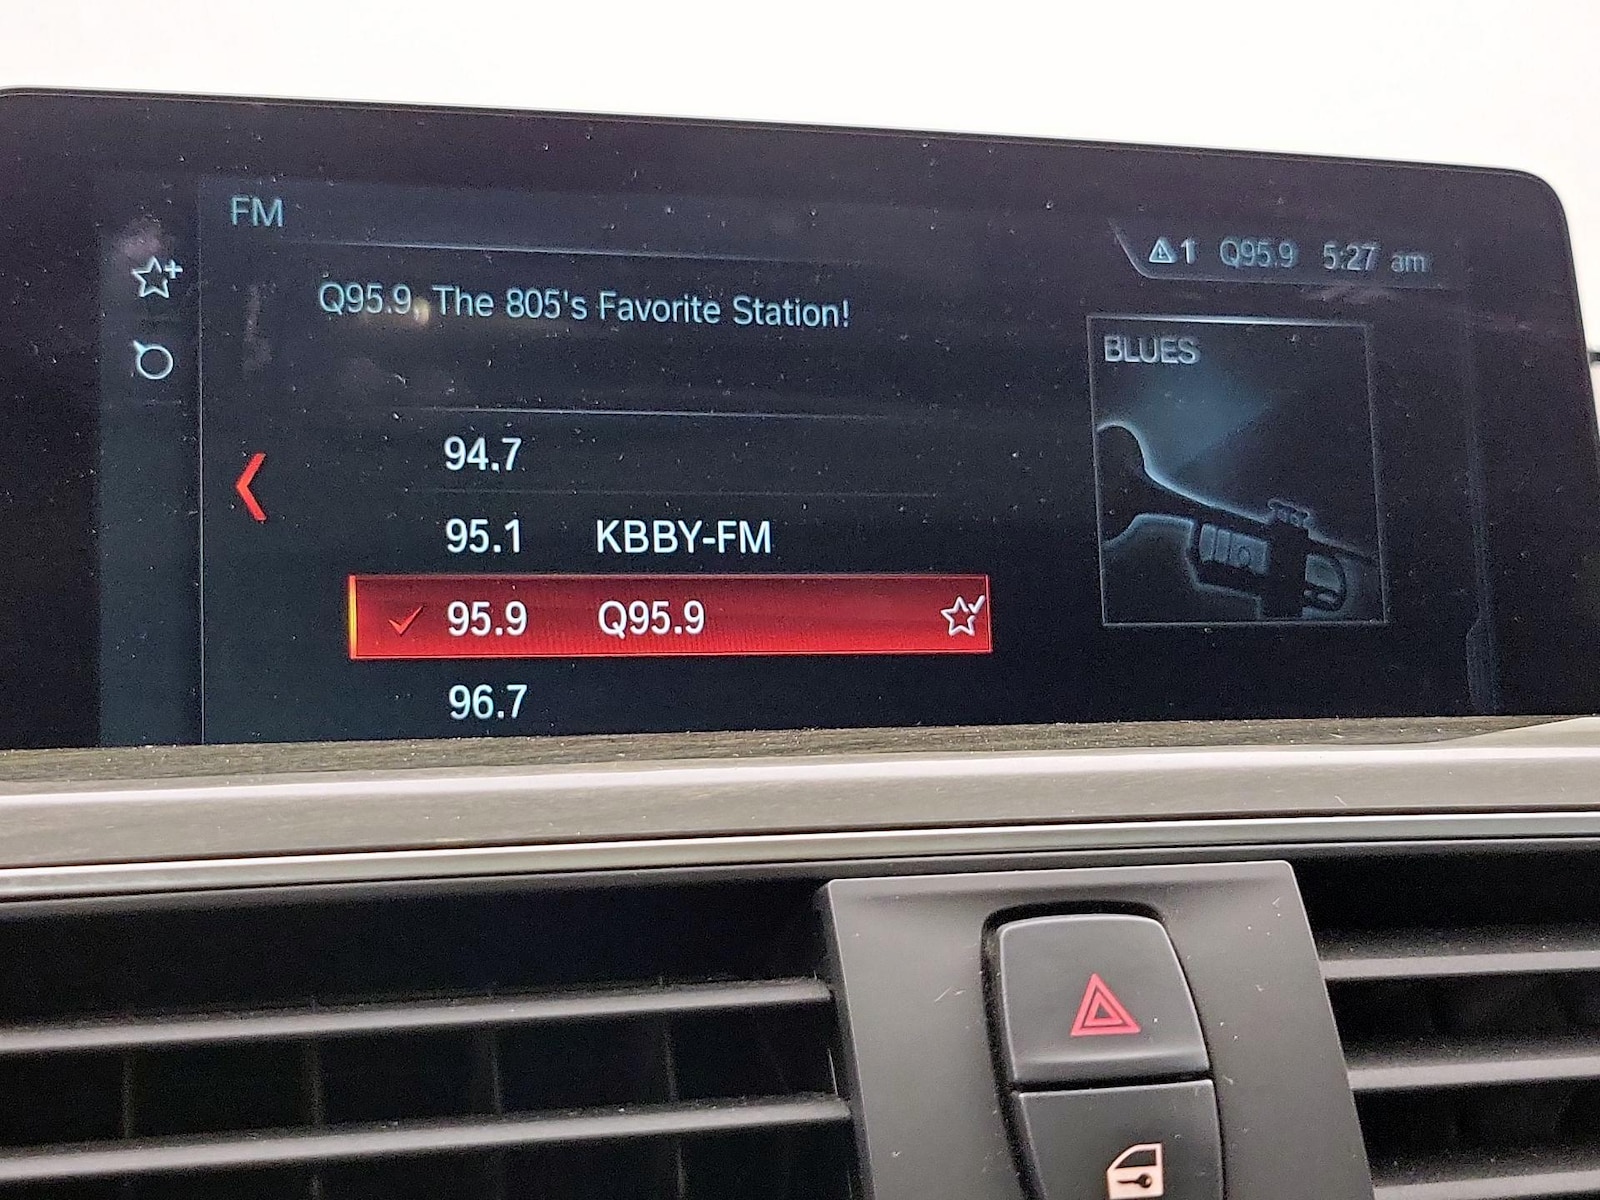 FM
1 Q95.9 5:27 am
Q95.9, The 805's Favorite Station!
BLUES
94.7
95.1 KBBY-FM
95.9 Q95.9
96.7